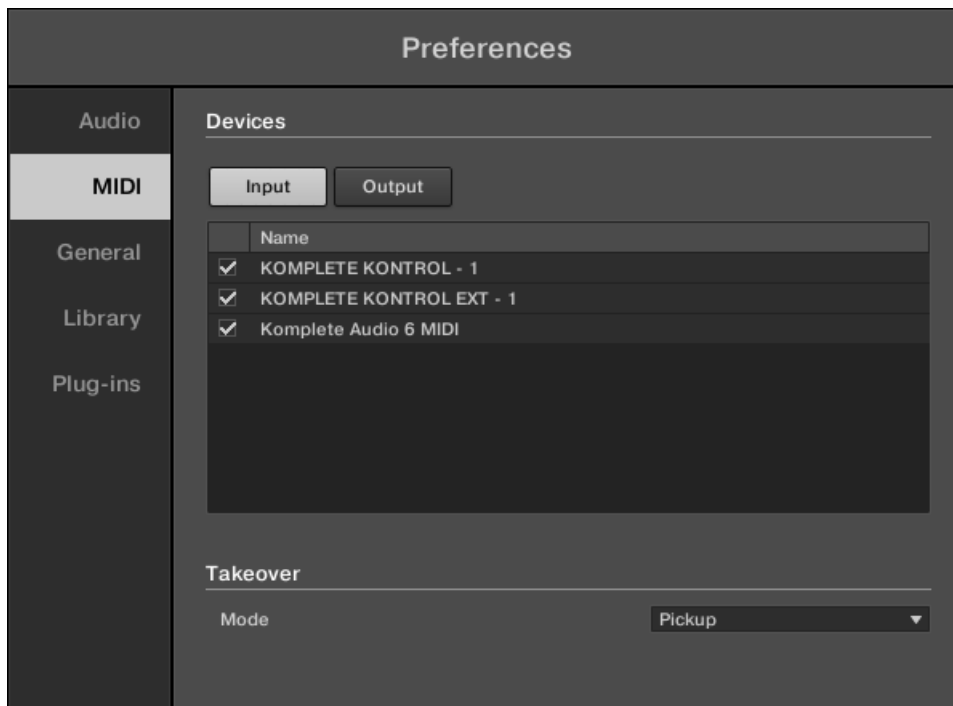 Preferences
Audio
MIDI
General
Library
Plug-ins
Devices
Input Output
Name
KOMPLETE KONTROL - 1
KOMPLETE KONTROL EXT - 1
Komplete Audio 6 MIDI
Takeover
Mode Pickup